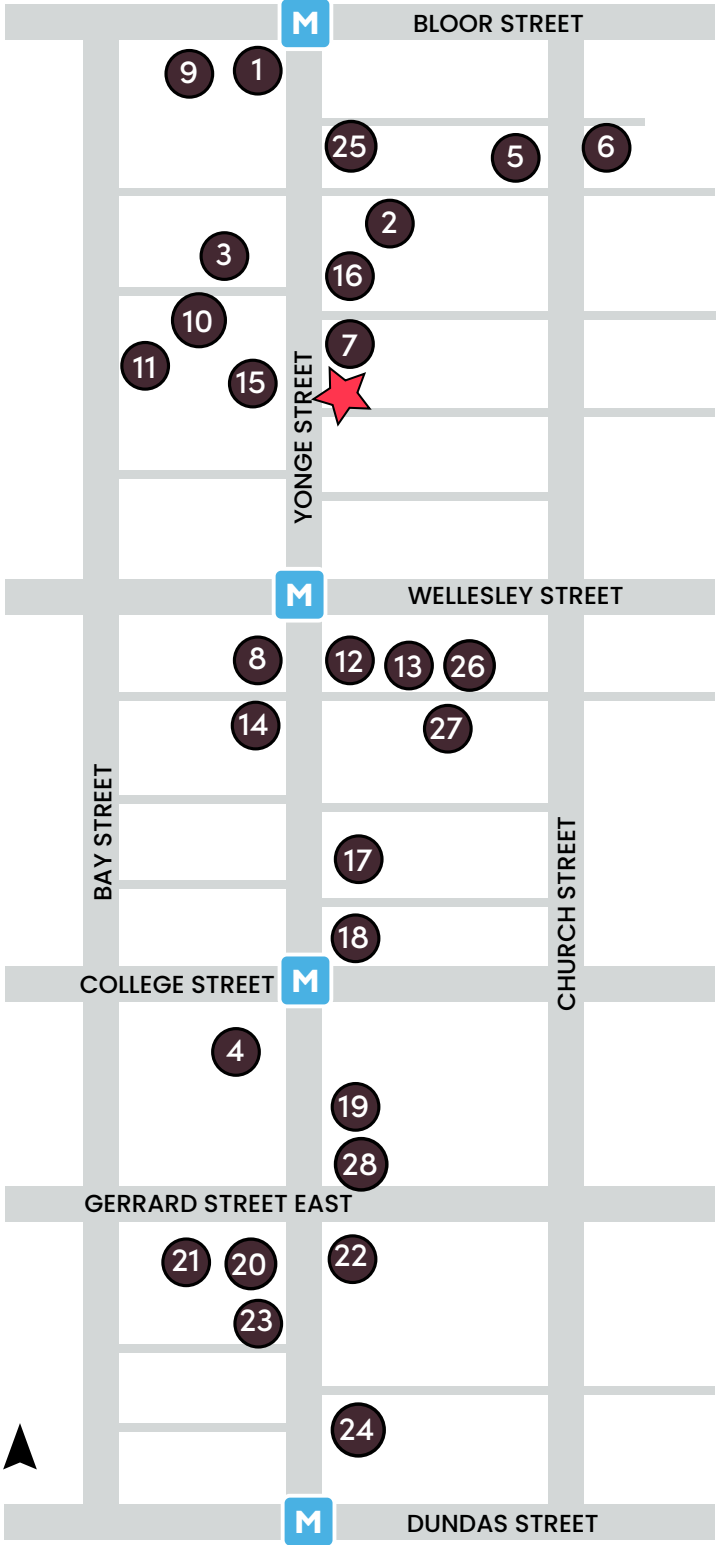 M
BLOOR STREET
9
1
25
5
6
2
3
16
10
7
11
15
YONGE STREET
M
WELLESLEY STREET
8
12
13
26
14
27
BAY STREET
17
CHURCH STREET
18
COLLEGE STREET
M
4
19
28
GERRARD STREET EAST
21
20
22
23
24
M
DUNDAS STREET